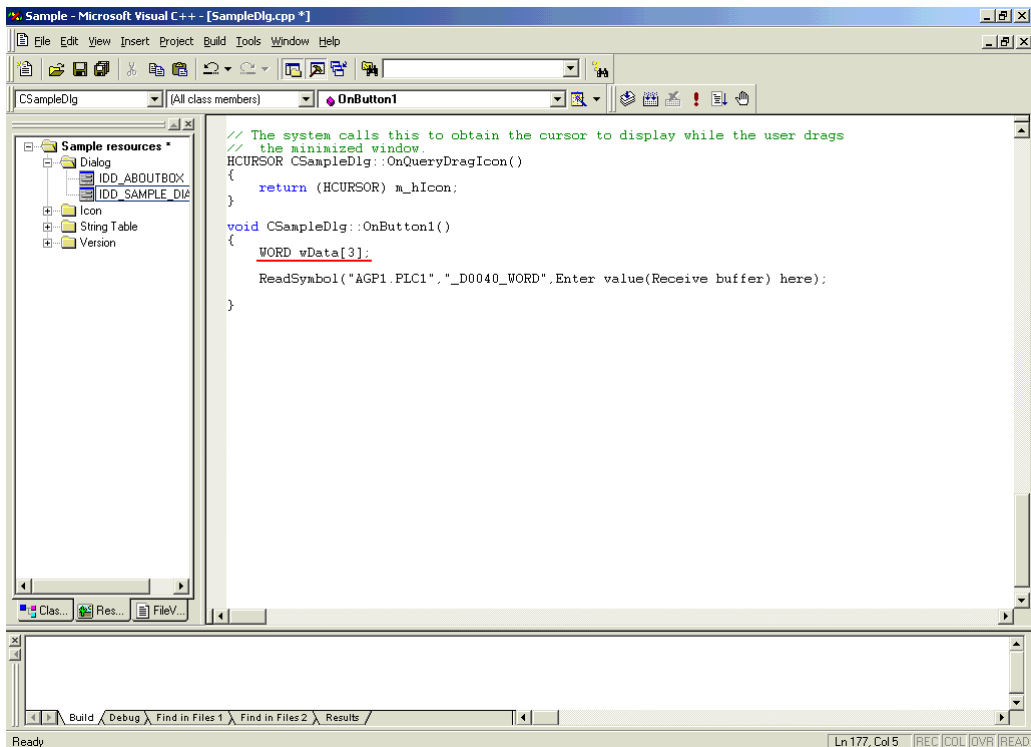 Sample - Microsoft Visual C++ - [SampleDlg.cpp *]
File Edit View Insert Project Build Tools Window Help
CSampleDlg (All class members) OnButton1
Sample resources *
Dialog
IDD_ABOUTBOX
IDD_SAMPLE_DIA
Icon
String Table
Version
// The system calls this to obtain the cursor to display while the user drags
//  the minimized window.
HCURSOR CSampleDlg::OnQueryDragIcon()
{
    return (HCURSOR) m_hIcon;
}
void CSampleDlg::OnButton1()
{
    WORD wData[3];
    ReadSymbol("AGP1.PLC1","_D0040_WORD",Enter value(Receive buffer) here);
}
Clas... Res... FileV...
Build Debug Find in Files 1 Find in Files 2 Results
Ready Ln 177, Col 5 REC COL OVR READ